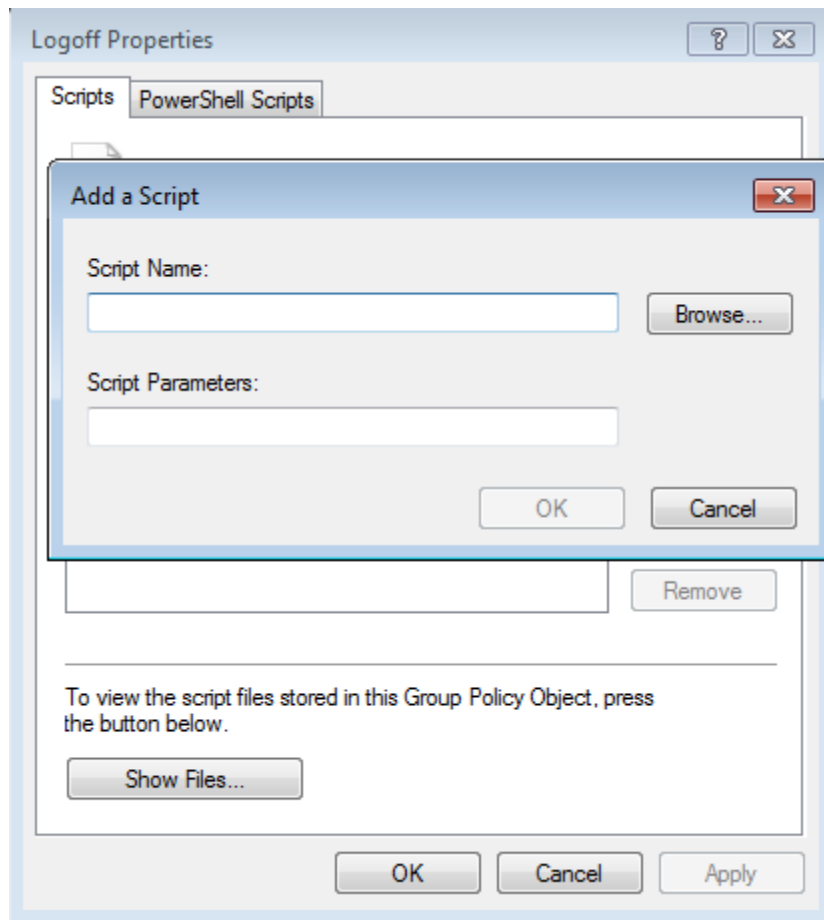 Logoff Properties
Scripts
PowerShell Scripts
Add a Script
Script Name:
Browse...
Script Parameters:
OK
Cancel
Remove
To view the script files stored in this Group Policy Object, press
the button below.
Show Files...
OK
Cancel
Apply